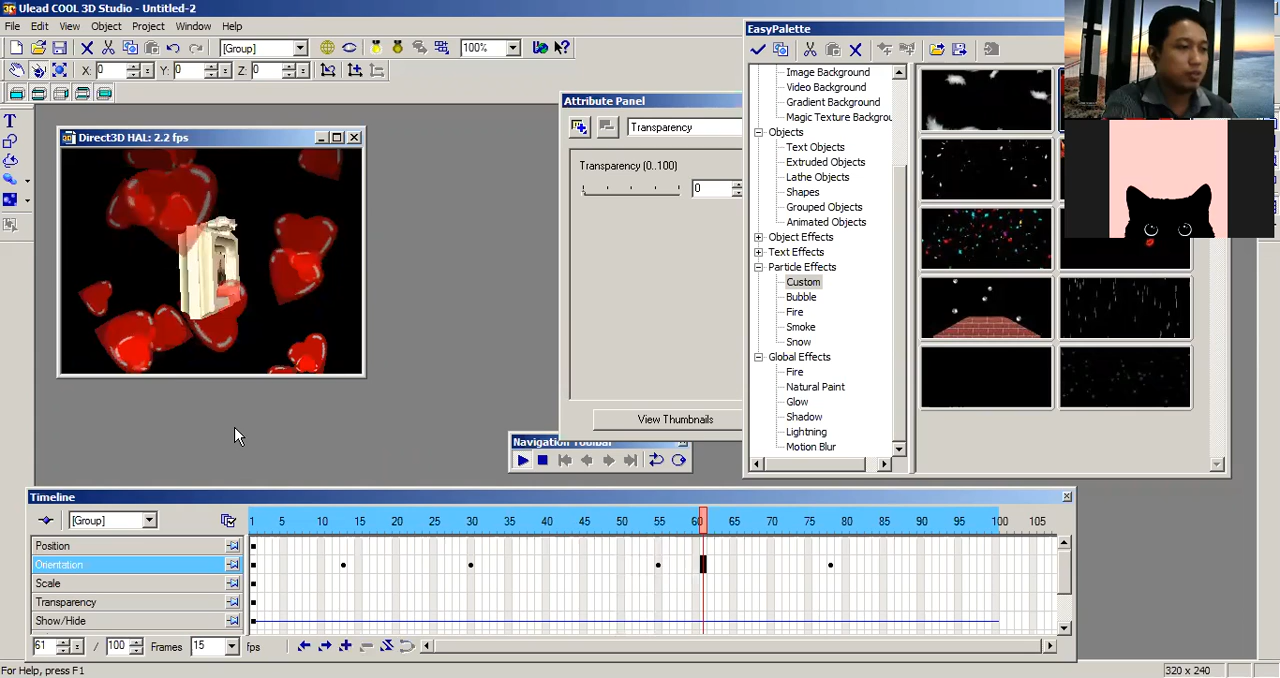 Ulead COOL 3D Studio - Untitled-2
File Edit View Object Project Window Help
[Group] 100%
X: 0 Y: 0 Z: 0
Direct3D HAL: 2.2 fps
Attribute Panel
Transparency
Transparency (0..100)
0
View Thumbnails
Navigation Toolbar
EasyPalette
Image Background
Video Background
Gradient Background
Magic Texture Backgrou
Objects
Text Objects
Extruded Objects
Lathe Objects
Shapes
Grouped Objects
Animated Objects
Object Effects
Text Effects
Particle Effects
Custom
Bubble
Fire
Smoke
Snow
Global Effects
Fire
Natural Paint
Glow
Shadow
Lightning
Motion Blur
Timeline
[Group] 1 5 10 15 20 25 30 35 40 45 50 55 60 65 70 75 80 85 90 95 100 105
Position
Orientation
Scale
Transparency
Show/Hide
61 / 100 Frames 15 fps
For Help, press F1 320 x 240